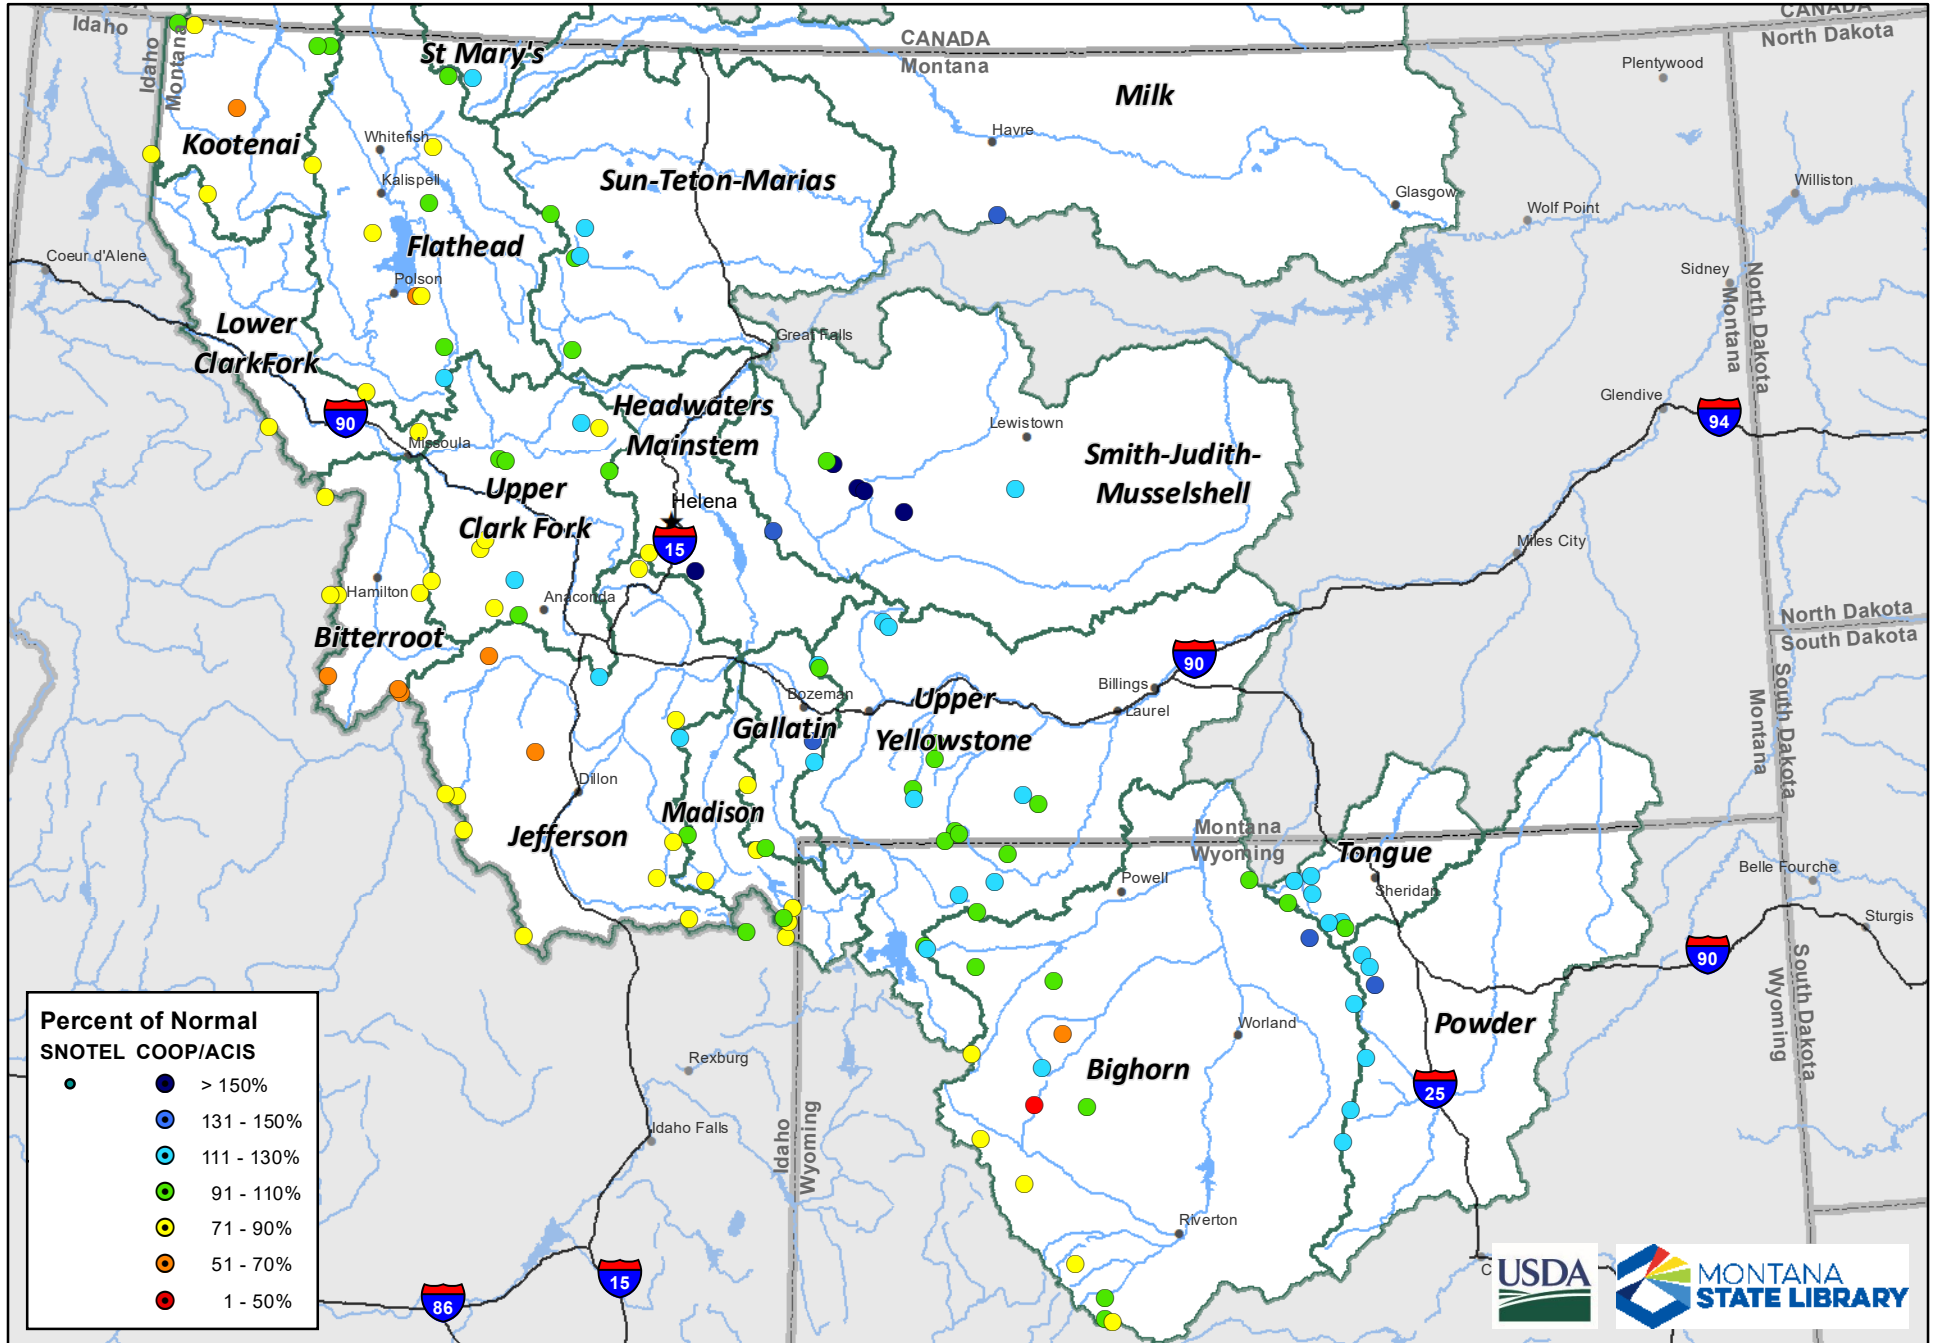 Idaho
CANADA
North Dakota
CANADA
Montana
Idaho
Montana
St Mary's
Milk
Plentywood
Kootenai
Whitefish
Havre
Kalispell
Sun-Teton-Marias
Glasgow
Williston
Wolf Point
Flathead
Coeur d'Alene
Polson
Sidney
Montana
North Dakota
Lower
ClarkFork
Great Falls
Headwaters
Mainstem
Lewistown
Glendive
90
94
Missoula
Smith-Judith-
Musselshell
Upper
Clark Fork
Helena
15
Miles City
Hamilton
Anaconda
Bitterroot
North Dakota
South Dakota
90
Bozeman
Billings
Laurel
Gallatin
Upper
Yellowstone
Montana
South Dakota
Dillon
Madison
Jefferson
Montana
Wyoming
Tongue
Powell
Sheridan
Belle Fourche
Sturgis
90
Wyoming
South Dakota
Percent of Normal
SNOTEL COOP/ACIS
> 150%
131 - 150%
111 - 130%
91 - 110%
71 - 90%
51 - 70%
1 - 50%
Worland
Powder
Rexburg
Bighorn
25
Idaho Falls
Idaho
Wyoming
Riverton
15
86
C
USDA
MONTANA
STATE LIBRARY